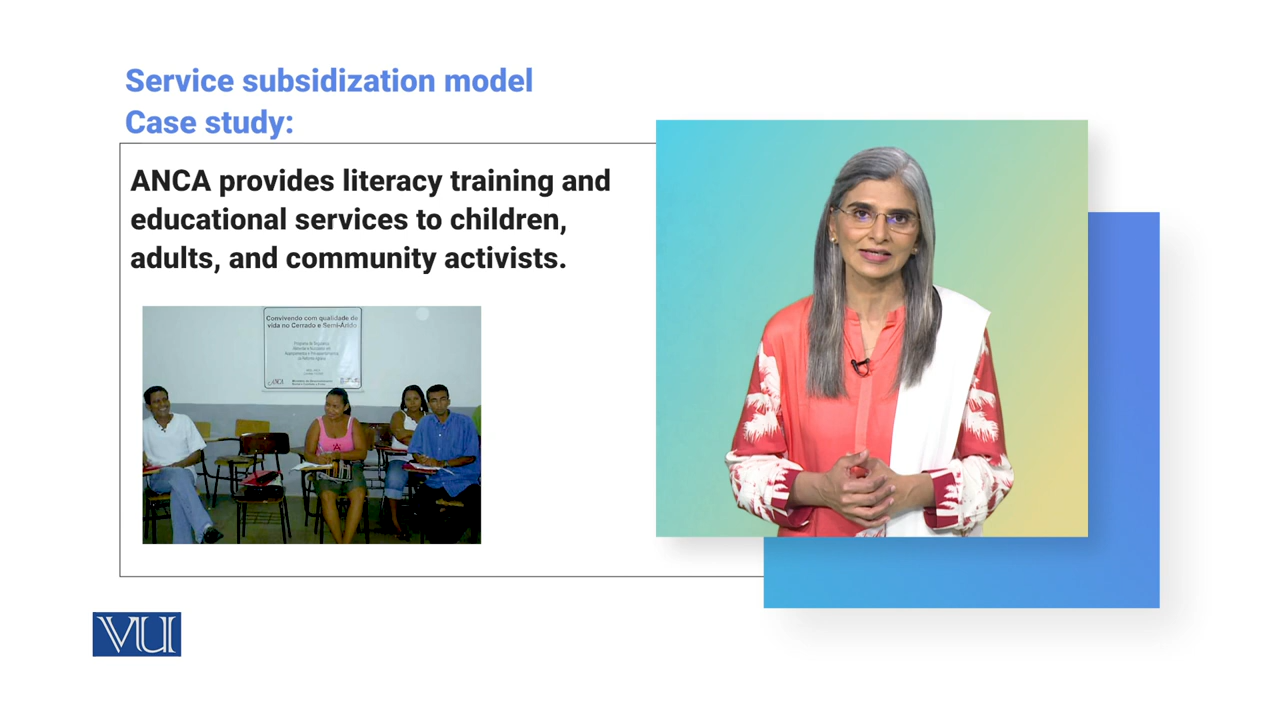 Service subsidization model
Case study:
ANCA provides literacy training and
educational services to children,
adults, and community activists.
Convivendo com qualidade de
vida no Cerrado e Semi-Árido
ANCA
VU